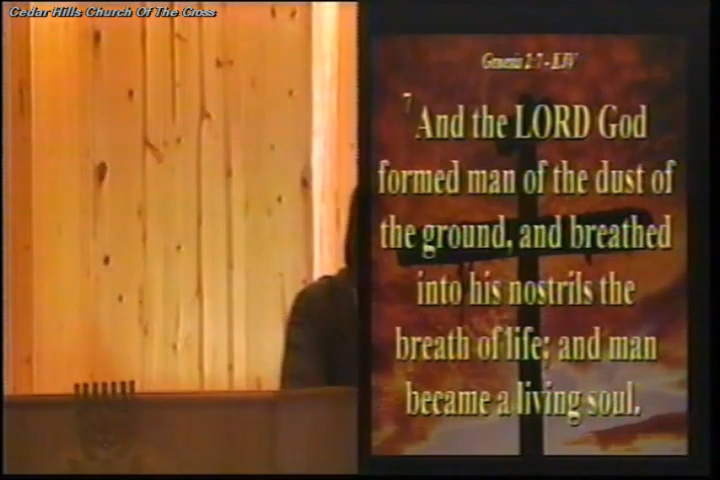 Cedar Hills Church Of The Cross
Genesis 2:7 - KJV
7 And the LORD God
formed man of the dust of
the ground, and breathed
into his nostrils the
breath of life; and man
became a living soul.